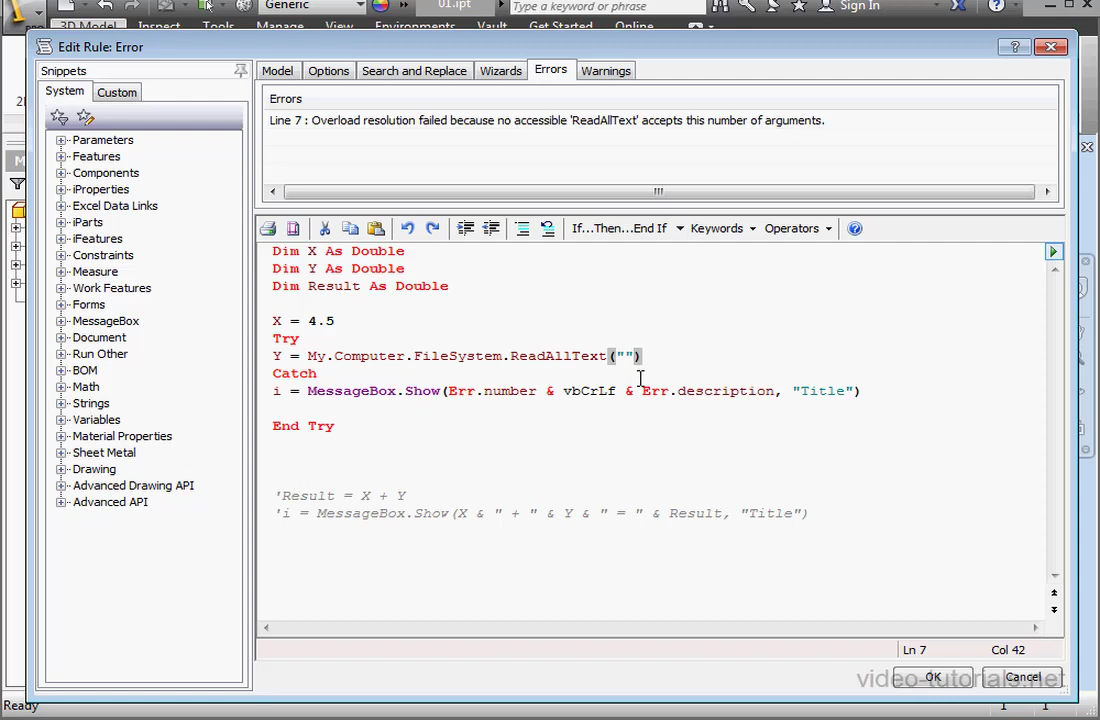 Generic 01.ipt Type a keyword or phrase Sign In
3D Model Inspect Tools Manage View Vault Get Started Online
Edit Rule: Error
Snippets
System Custom
Parameters
Features
Components
iProperties
Excel Data Links
iParts
iFeatures
Constraints
Measure
Work Features
Forms
MessageBox
Document
Run Other
BOM
Math
Strings
Variables
Material Properties
Sheet Metal
Drawing
Advanced Drawing API
Advanced API
Model Options Search and Replace Wizards Errors Warnings
Errors
Line 7 : Overload resolution failed because no accessible 'ReadAllText' accepts this number of arguments.
If...Then...End If Keywords Operators
Dim X As Double
Dim Y As Double
Dim Result As Double
X = 4.5
Try
Y = My.Computer.FileSystem.ReadAllText("")
Catch
i = MessageBox.Show(Err.number & vbCrLf & Err.description, "Title")
End Try
'Result = X + Y
'i = MessageBox.Show(X & " + " & Y & " = " & Result, "Title")
Ln 7 Col 42
OK Cancel
video-tutorials.net
Ready 1 1